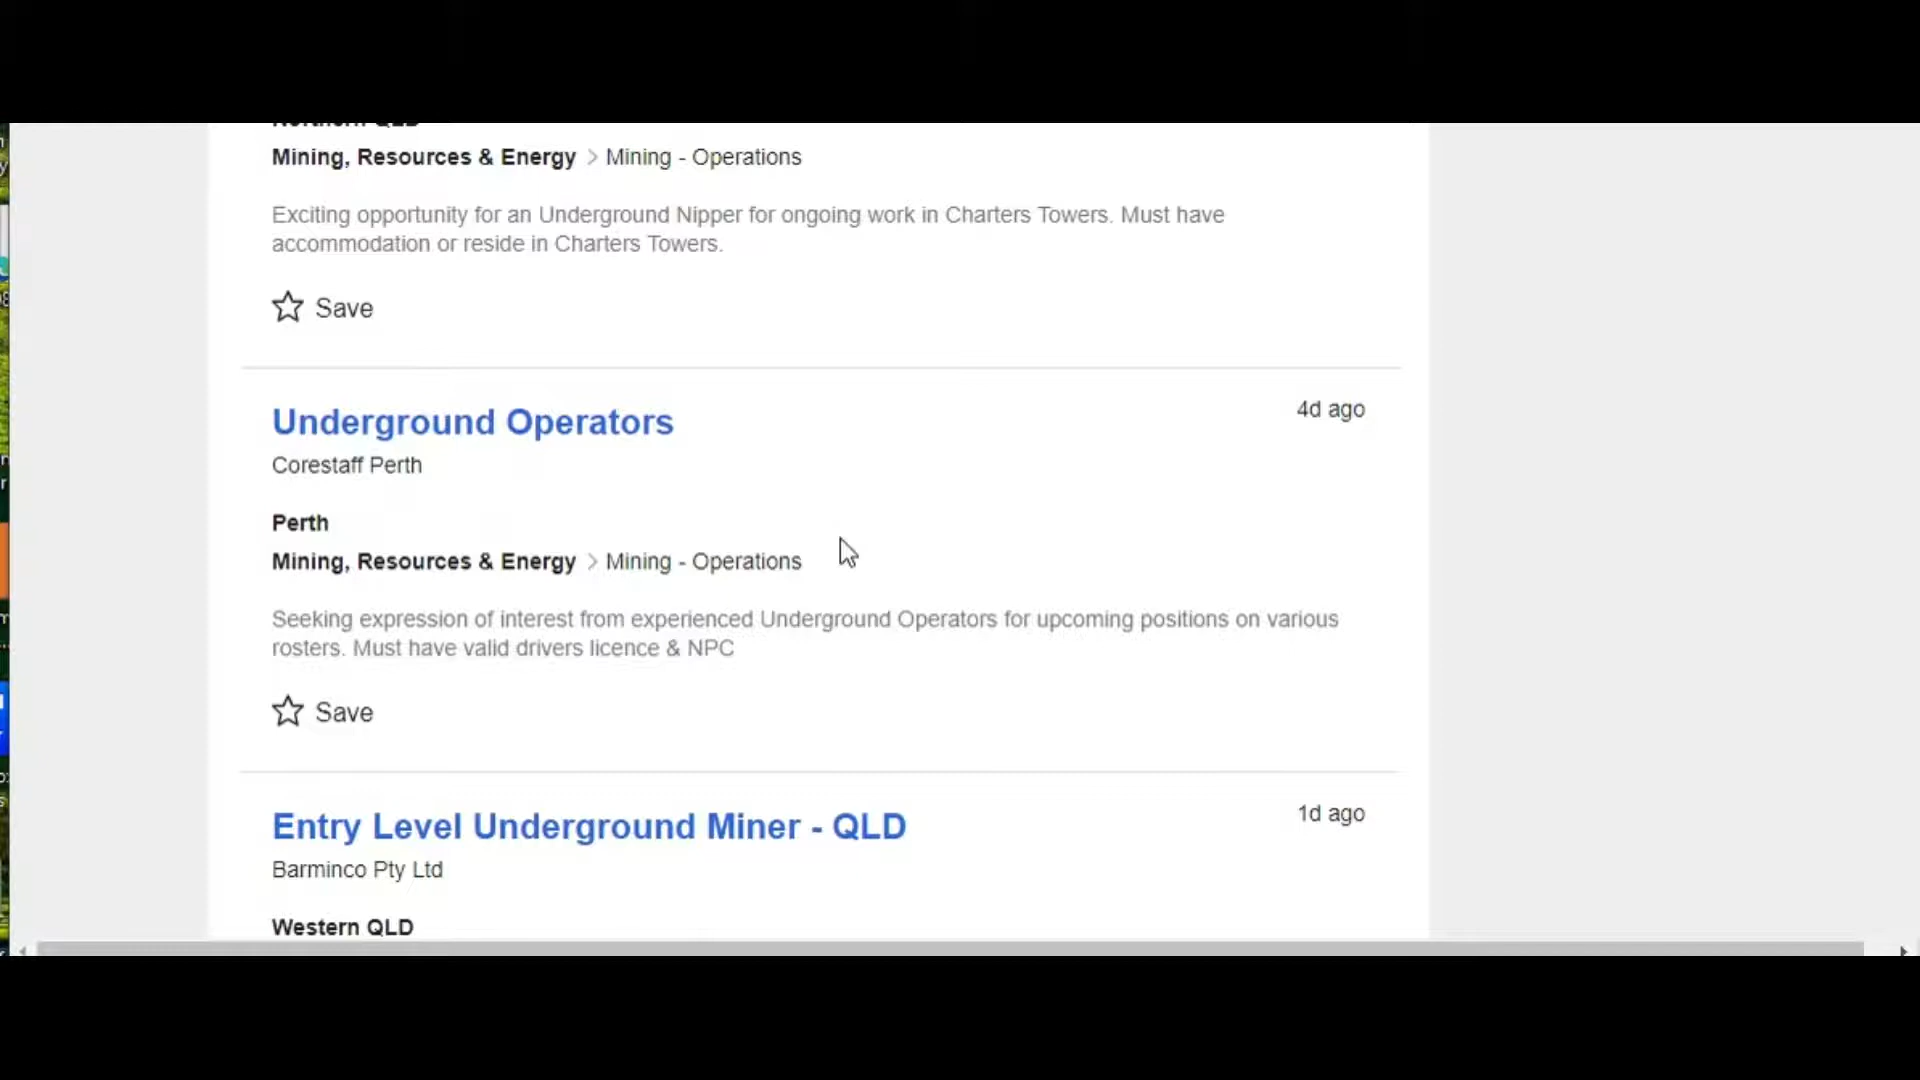 Northern QLD
Mining, Resources & Energy > Mining - Operations
Exciting opportunity for an Underground Nipper for ongoing work in Charters Towers. Must have
accommodation or reside in Charters Towers.
Save
Underground Operators
4d ago
Corestaff Perth
Perth
Mining, Resources & Energy > Mining - Operations
Seeking expression of interest from experienced Underground Operators for upcoming positions on various
rosters. Must have valid drivers licence & NPC
Save
Entry Level Underground Miner - QLD
1d ago
Barminco Pty Ltd
Western QLD